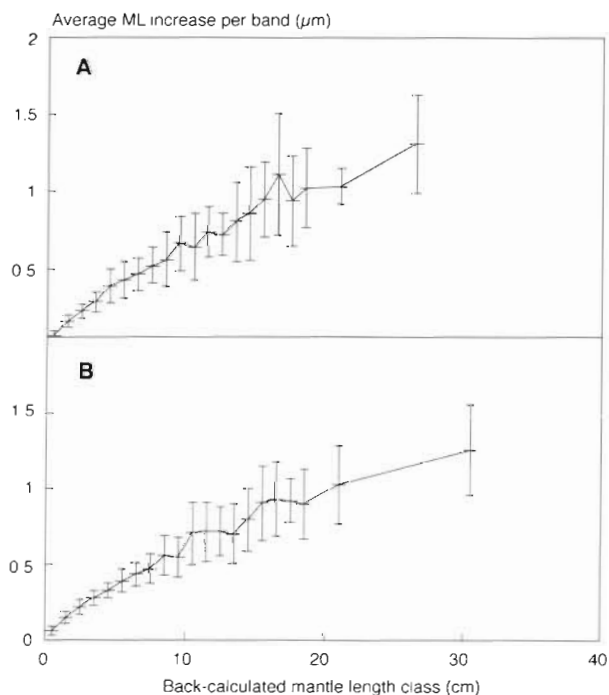 Average ML increase per band (μm)
2
A
1.5
1
0 5
B
1 5
1
0 5
0
0 10 20 30 40
Back-calculated mantle length class (cm)